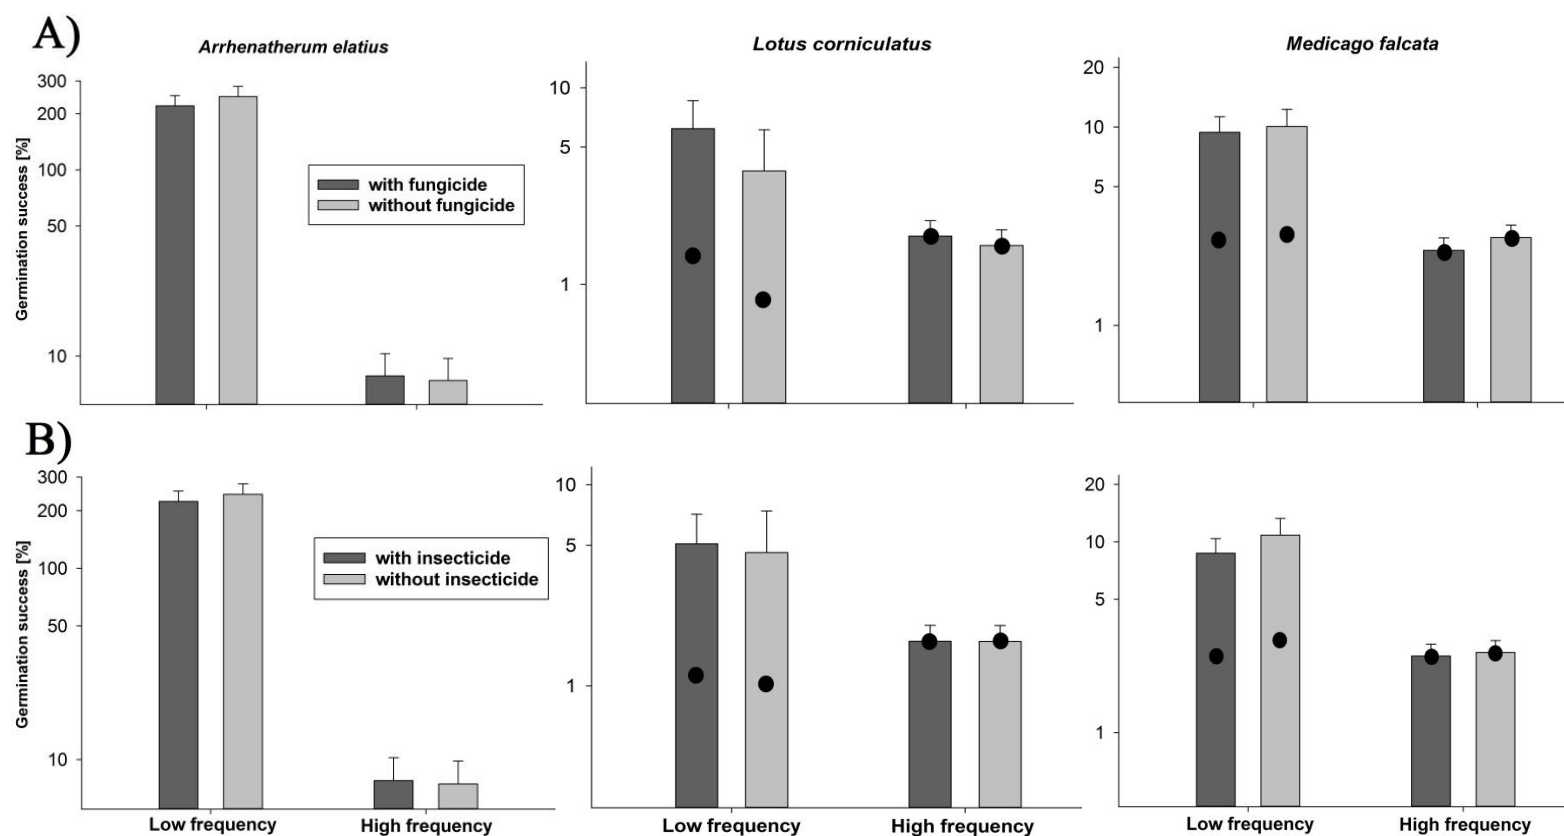 A)
Arrhenatherum elatius
Lotus corniculatus
Medicago falcata
Germination success [%]
300
200
100
50
10
with fungicide
without fungicide
10
5
1
20
10
5
1
B)
Germination success [%]
300
200
100
50
10
with insecticide
without insecticide
10
5
1
20
10
5
1
Low frequency
High frequency
Low frequency
High frequency
Low frequency
High frequency